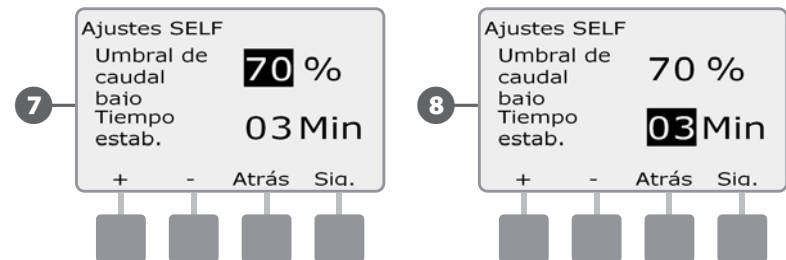 7
Ajustes SELF
Umbral de
caudal
bajo
70 %
Tiempo
estab.
03 Min
+ - Atrás Sig.
8
Ajustes SELF
Umbral de
caudal
bajo
70 %
Tiempo
estab.
03 Min
+ - Atrás Sig.